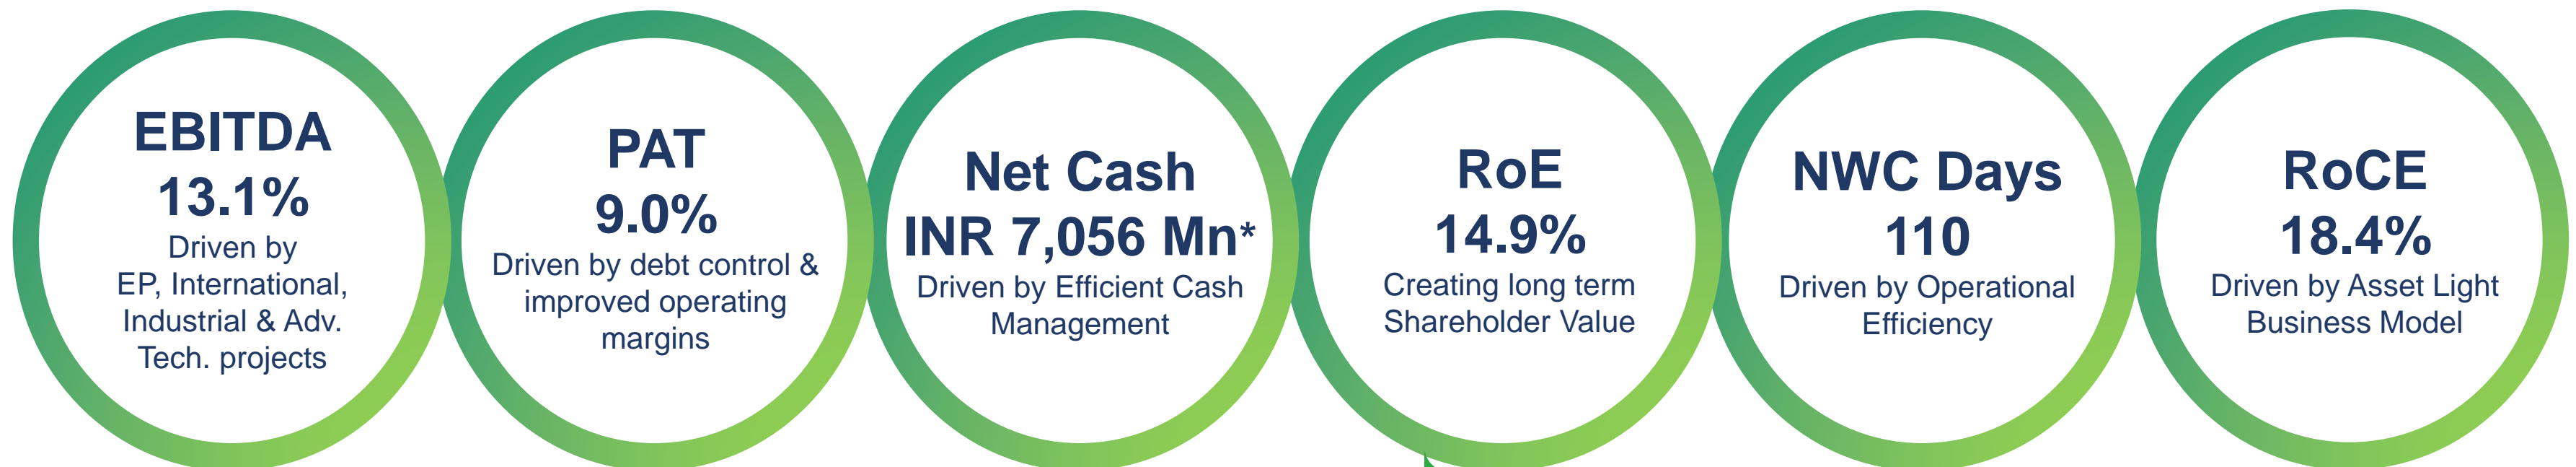 EBITDA
13.1%
Driven by
EP, International,
Industrial & Adv.
Tech. projects
PAT
9.0%
Driven by debt control &
improved operating
margins
Net Cash
INR 7,056 Mn*
Driven by Efficient Cash
Management
RoE
14.9%
Creating long term
Shareholder Value
NWC Days
110
Driven by Operational
Efficiency
RoCE
18.4%
Driven by Asset Light
Business Model